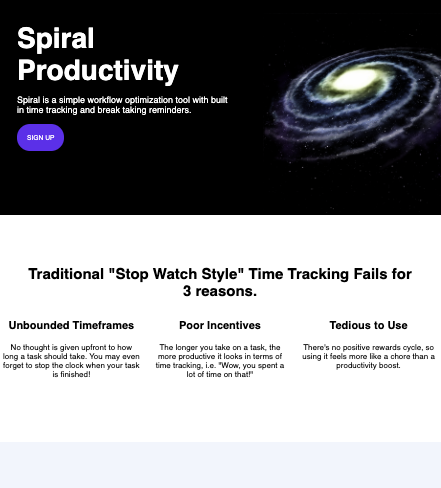 Spiral
Productivity
Spiral is a simple workflow optimization tool with built
in time tracking and break taking reminders.
SIGN UP
Traditional "Stop Watch Style" Time Tracking Fails for
3 reasons.
Unbounded Timeframes
No thought is given upfront to how
long a task should take. You may even
forget to stop the clock when your task
is finished!
Poor Incentives
The longer you take on a task, the
more productive it looks in terms of
time tracking, i.e. "Wow, you spent a
lot of time on that!"
Tedious to Use
There's no positive rewards cycle, so
using it feels more like a chore than a
productivity boost.